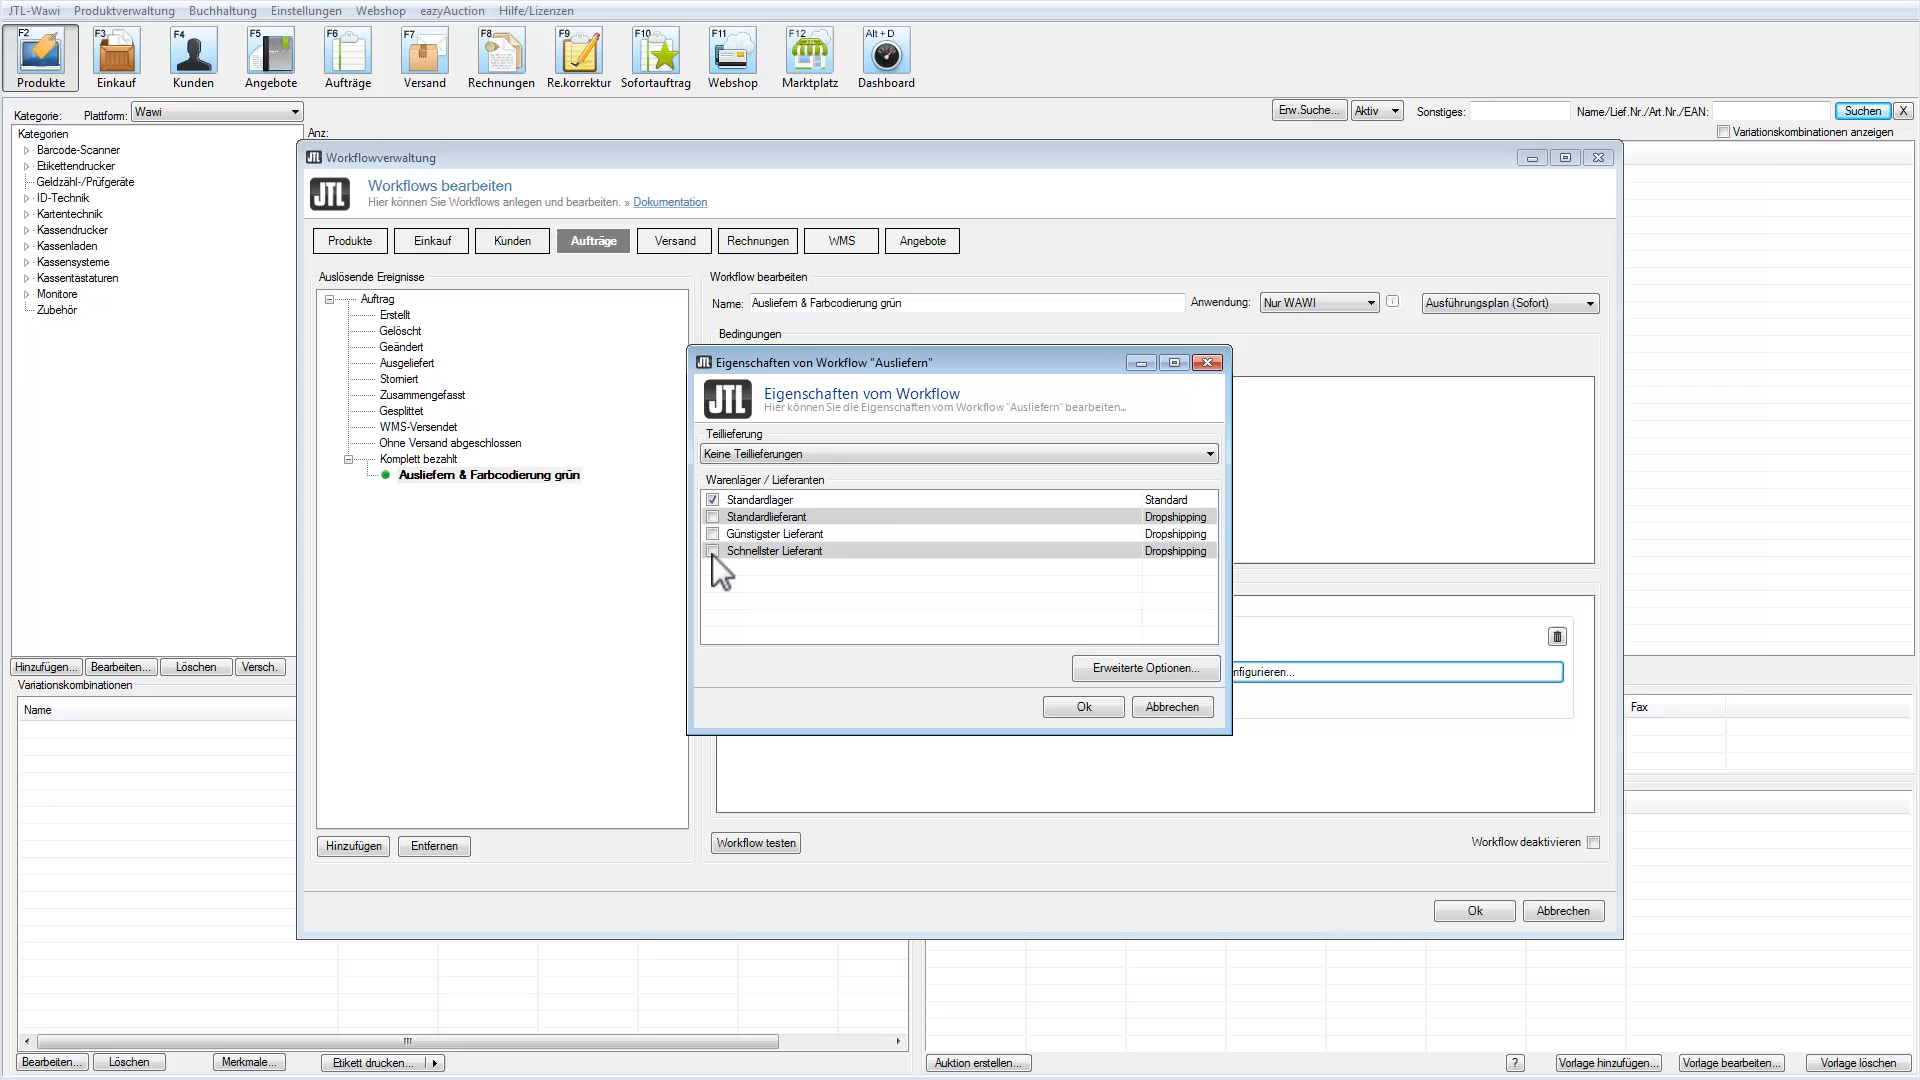 JTL-Wawi Produktverwaltung Buchhaltung Einstellungen Webshop eazyAuction Hilfe/Lizenzen
F2 F3 F4 F5 F6 F7 F8 F9 F10 F11 F12 Alt + D
Produkte Einkauf Kunden Angebote Aufträge Versand Rechnungen Re.korrektur Sofortauftrag Webshop Marktplatz Dashboard
Kategorie: Plattform: Wawi Erw.Suche... Aktiv Sonstiges: Name/Lief.Nr./Art.Nr./EAN: Suchen X
Variationskombinationen anzeigen
Anz:
Kategorien
Barcode-Scanner
Etikettendrucker
Geldzähl-/Prüfgeräte
ID-Technik
Kartentechnik
Kassendrucker
Kassenladen
Kassensysteme
Kassentastaturen
Monitore
Zubehör
Hinzufügen... Bearbeiten... Löschen Versch.
Variationskombinationen
Name
Workflowverwaltung
JTL
Workflows bearbeiten
Hier können Sie Workflows anlegen und bearbeiten. » Dokumentation
Produkte Einkauf Kunden Aufträge Versand Rechnungen WMS Angebote
Auslösende Ereignisse
Auftrag
Erstellt
Gelöscht
Geändert
Ausgeliefert
Storniert
Zusammengefasst
Gesplittet
WMS-Versendet
Ohne Versand abgeschlossen
Komplett bezahlt
Ausliefern & Farbcodierung grün
Hinzufügen Entfernen
Workflow bearbeiten
Name: Ausliefern & Farbcodierung grün Anwendung: Nur WAWI Ausführungsplan (Sofort)
Bedingungen
Eigenschaften von Workflow "Ausliefern"
JTL
Eigenschaften vom Workflow
Hier können Sie die Eigenschaften vom Workflow "Ausliefern" bearbeiten...
Teillieferung
Keine Teillieferungen
Warenläger / Lieferanten
Standardlager Standard
Standardlieferant Dropshipping
Günstigster Lieferant Dropshipping
Schnellster Lieferant Dropshipping
Erweiterte Optionen...
Ok Abbrechen
nfigurieren...
Workflow testen Workflow deaktivieren
Ok Abbrechen
Fax
Bearbeiten... Löschen Merkmale... Etikett drucken...
Auktion erstellen... ? Vorlage hinzufügen... Vorlage bearbeiten... Vorlage löschen